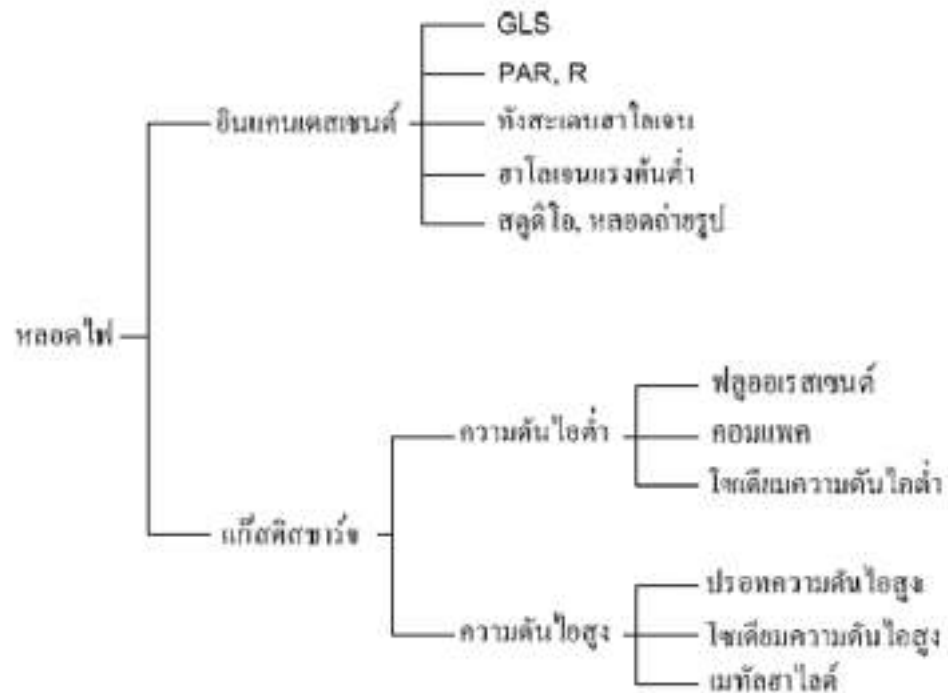 หลอดไฟ
อินแคนเดสเซนต์
GLS
PAR, R
ทังสะเตนฮาโลเจน
ฮาโลเจนแรงดันต่ำ
สตูดิโอ, หลอดถ่ายรูป
แก๊สดิสชาร์จ
ความดันไอต่ำ
ฟลูออเรสเซนต์
คอมแพค
โซเดียมความดันไอต่ำ
ความดันไอสูง
ปรอทความดันไอสูง
โซเดียมความดันไอสูง
เมทัลฮาไลด์